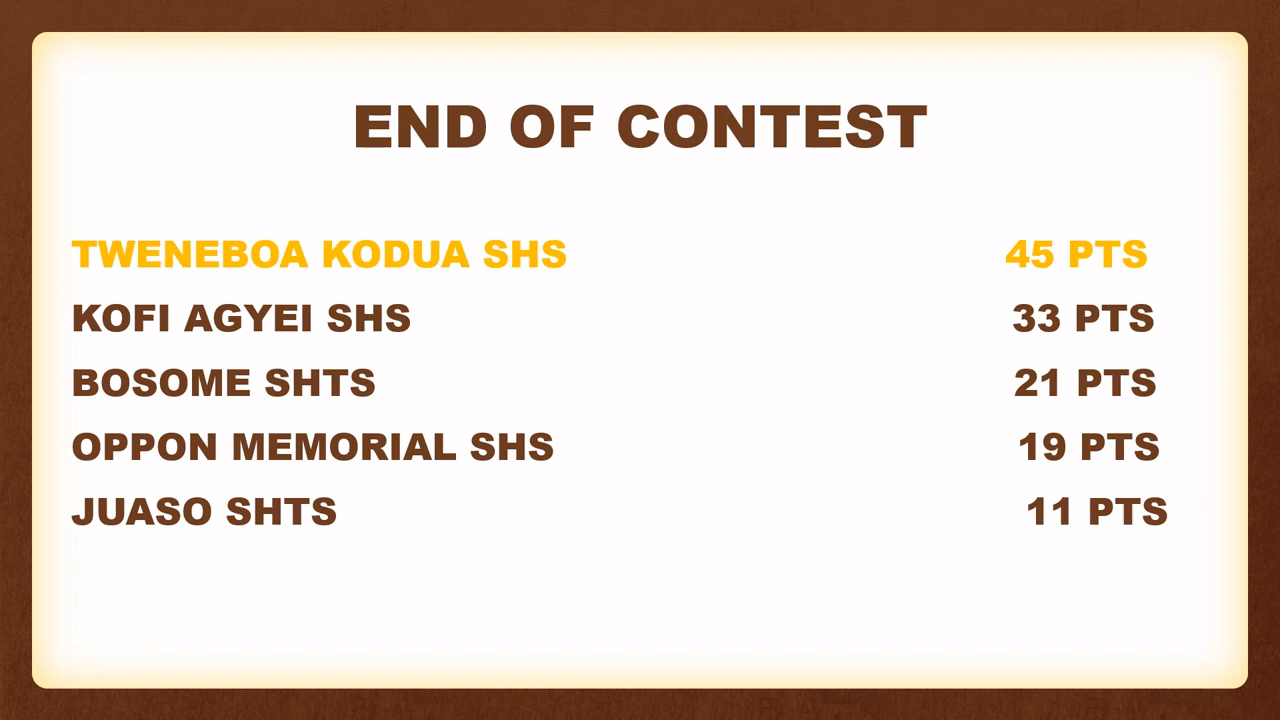 END OF CONTEST
TWENEBOA KODUA SHS 45 PTS
KOFI AGYEI SHS 33 PTS
BOSOME SHTS 21 PTS
OPPON MEMORIAL SHS 19 PTS
JUASO SHTS 11 PTS